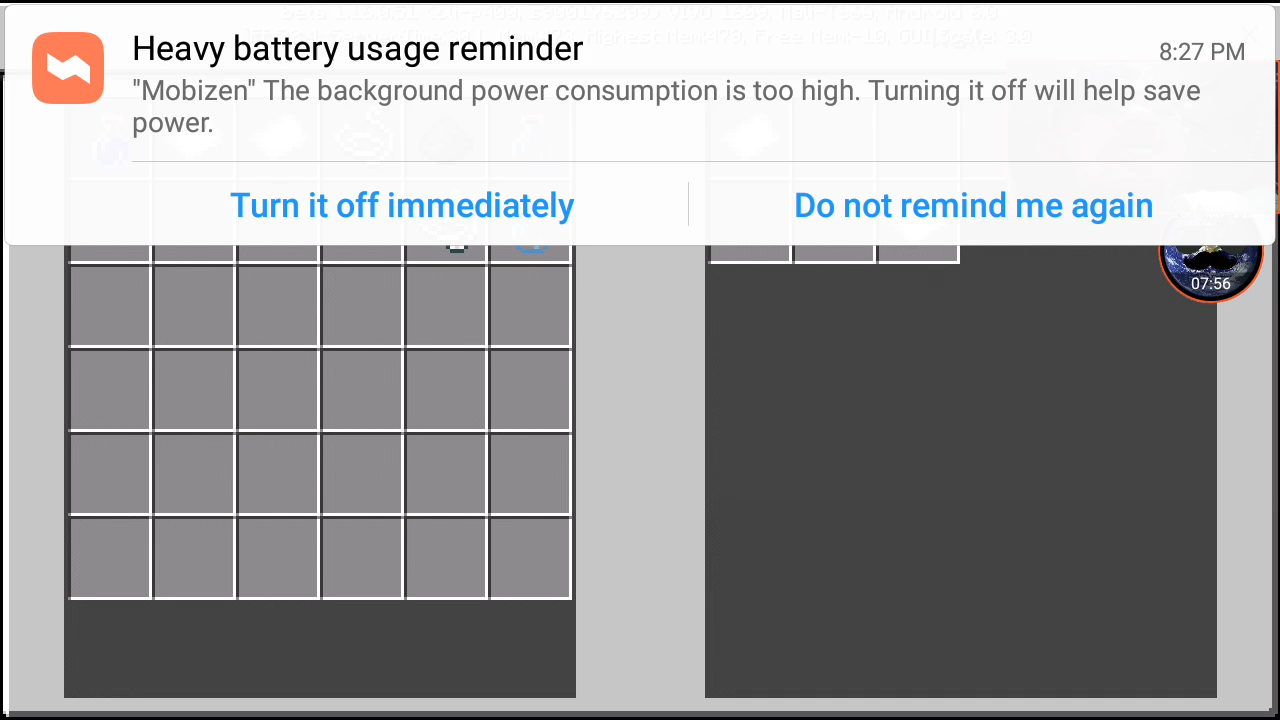 Heavy battery usage reminder
8:27 PM
"Mobizen" The background power consumption is too high. Turning it off will help save
power.
Turn it off immediately
Do not remind me again
07:56